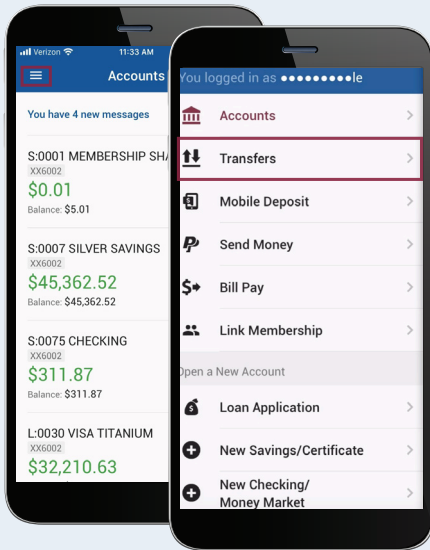 Verizon 11:33 AM
Accounts
You have 4 new messages
S:0001 MEMBERSHIP SHA
XX6002
$0.01
Balance: $5.01
S:0007 SILVER SAVINGS
XX6002
$45,362.52
Balance: $45,362.52
S:0075 CHECKING
XX6002
$311.87
Balance: $311.87
L:0030 VISA TITANIUM
XX6002
$32,210.63
You logged in as ●●●●●●●●●le
Accounts
Transfers
Mobile Deposit
Send Money
Bill Pay
Link Membership
Open a New Account
Loan Application
New Savings/Certificate
New Checking/
Money Market